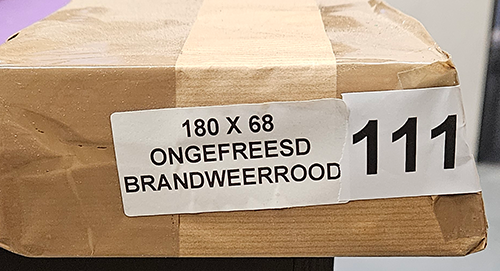 180 X 68
ONGEFREESD
BRANDWEERROOD
111